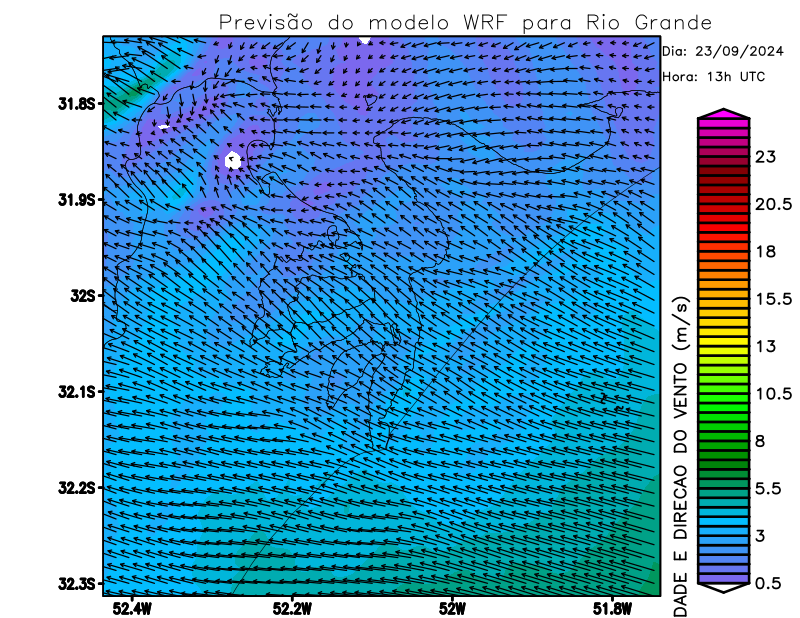 Previsão do modelo WRF para Rio Grande
Dia: 23/09/2024
Hora: 13h UTC
31.8S
31.9S
32S
32.1S
32.2S
32.3S
52.4W
52.2W
52W
51.8W
23
20.5
18
15.5
13
10.5
8
5.5
3
0.5
DADE E DIRECAO DO VENTO (m/s)